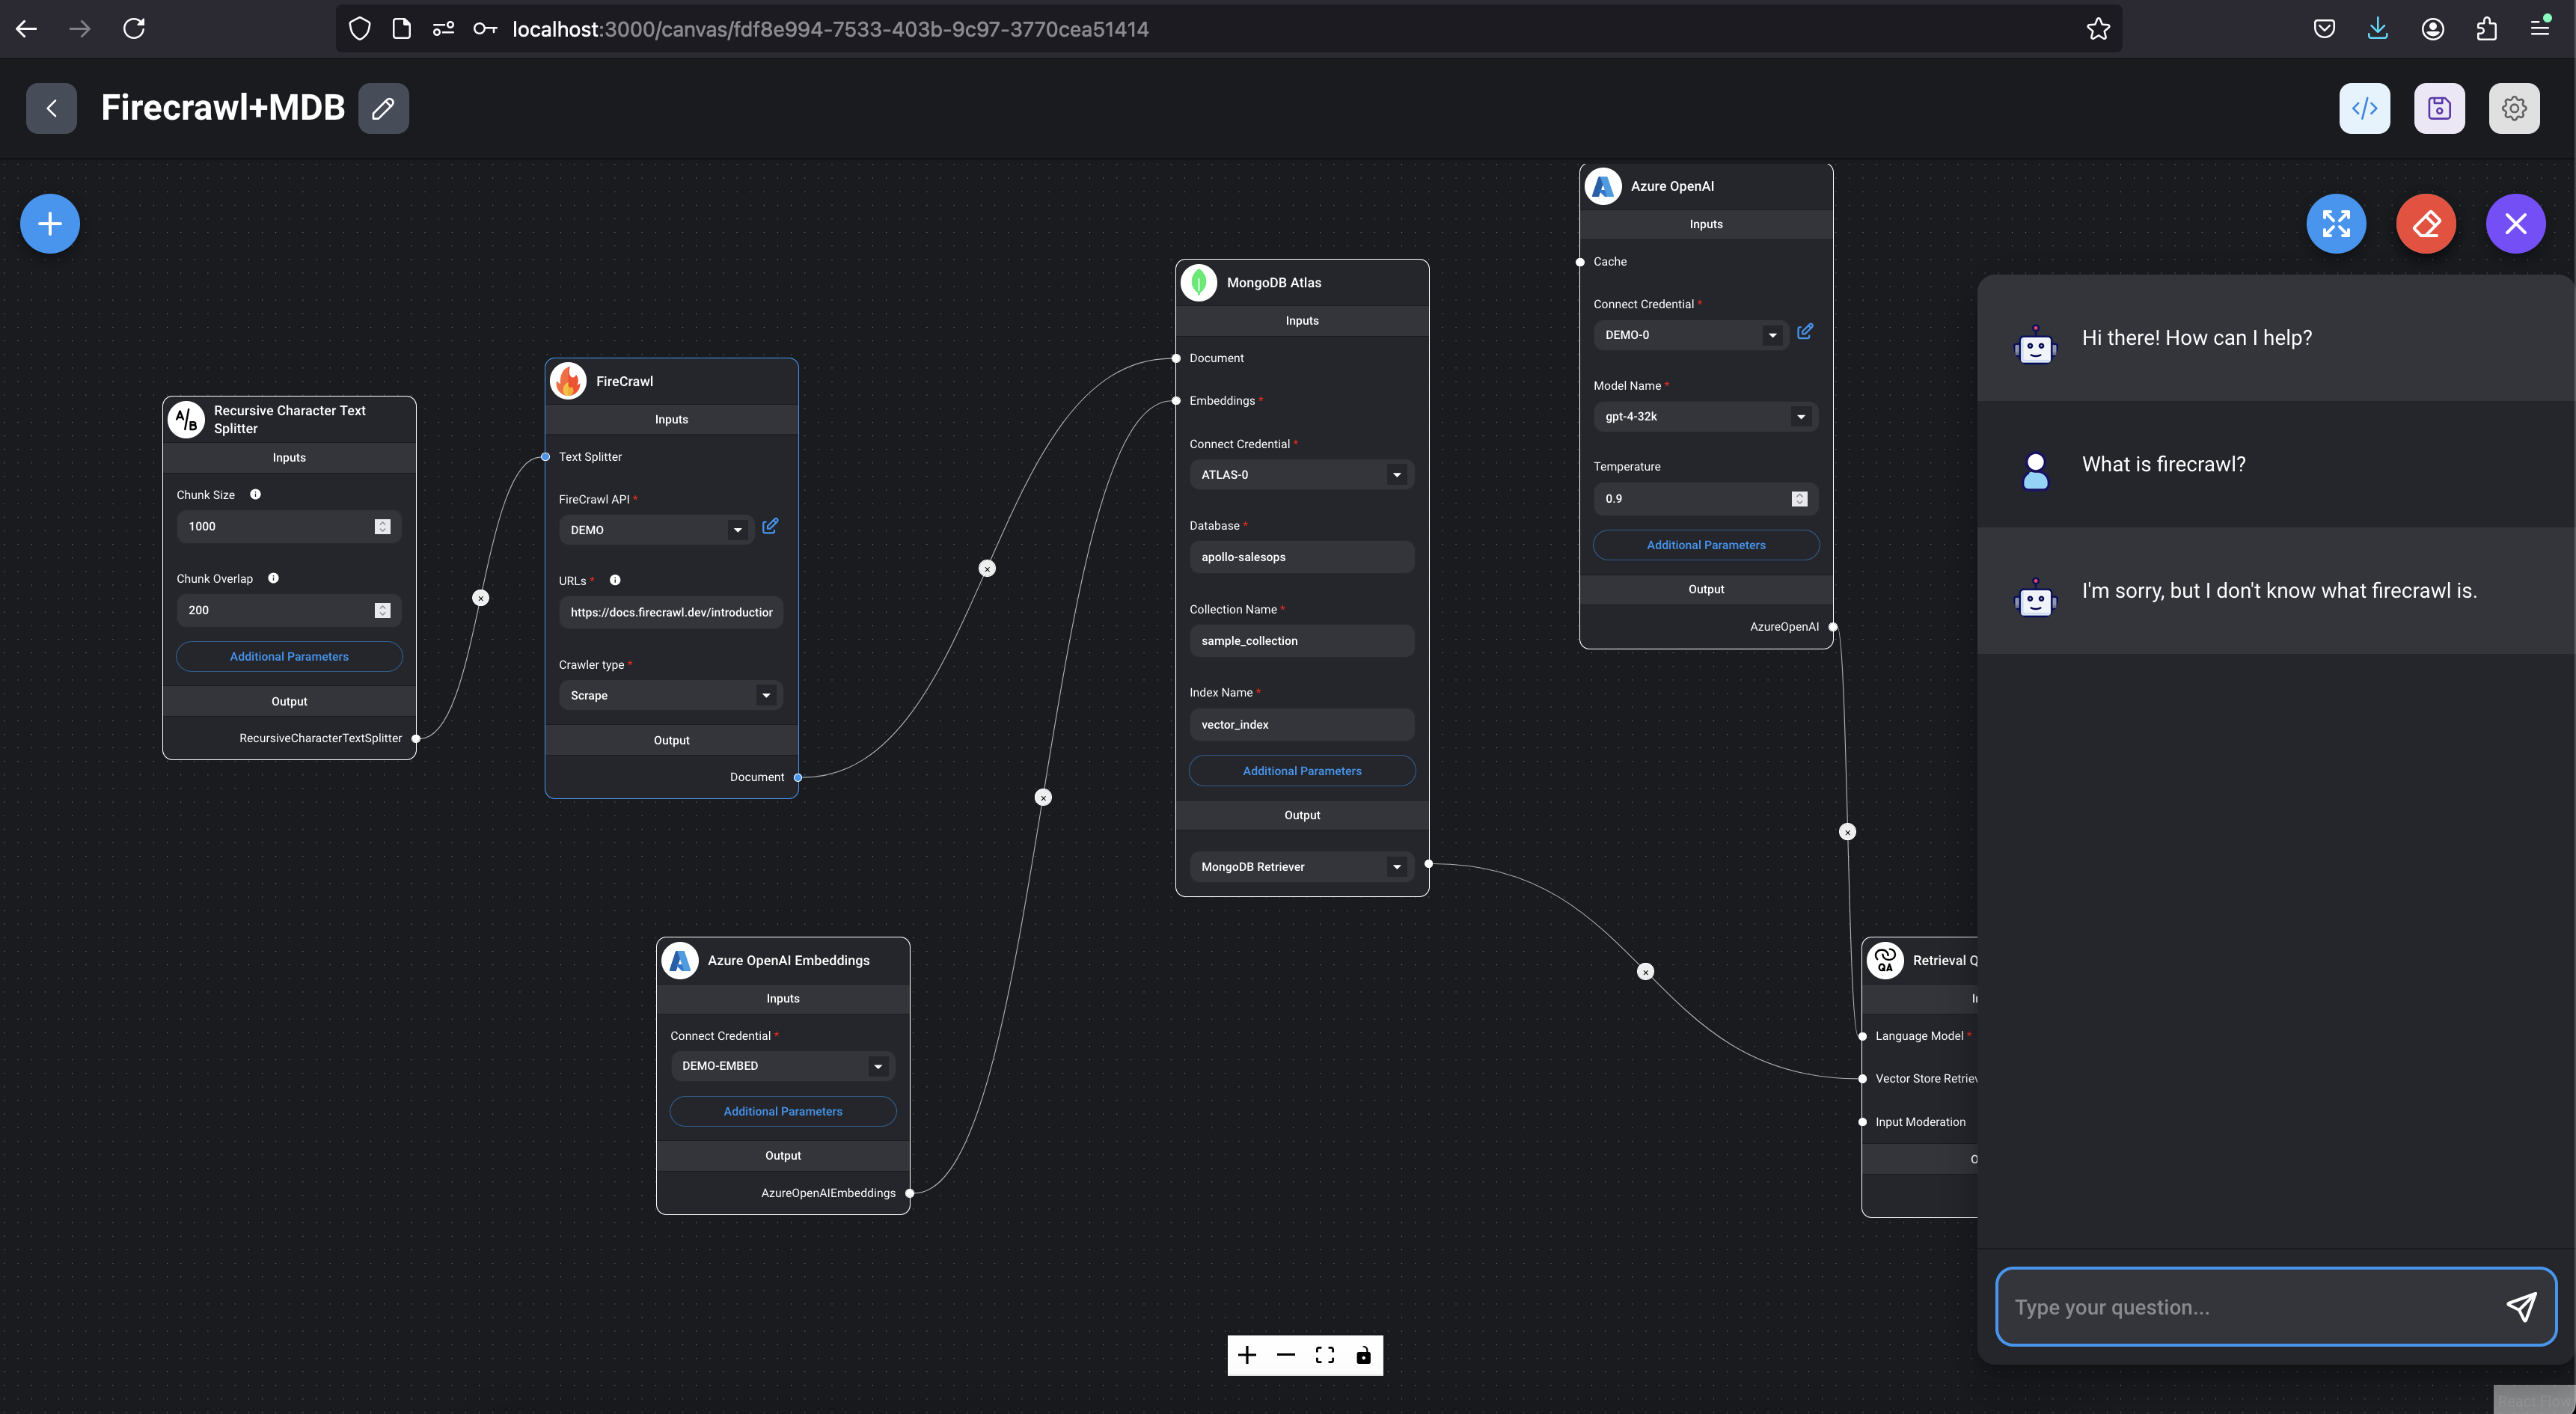 localhost:3000/canvas/fdf8e994-7533-403b-9c97-3770cea51414
Firecrawl+MDB
</>
A/B
Recursive Character Text
Splitter
Inputs
Chunk Size
1000
Chunk Overlap
200
Additional Parameters
Output
RecursiveCharacterTextSplitter
FireCrawl
Inputs
Text Splitter
FireCrawl API *
DEMO
URLs *
https://docs.firecrawl.dev/introduction
Crawler type *
Scrape
Output
Document
Azure OpenAI Embeddings
Inputs
Connect Credential *
DEMO-EMBED
Additional Parameters
Output
AzureOpenAIEmbeddings
MongoDB Atlas
Inputs
Document
Embeddings *
Connect Credential *
ATLAS-0
Database *
apollo-salesops
Collection Name *
sample_collection
Index Name *
vector_index
Additional Parameters
Output
MongoDB Retriever
Azure OpenAI
Inputs
Cache
Connect Credential *
DEMO-0
Model Name *
gpt-4-32k
Temperature
0.9
Additional Parameters
Output
AzureOpenAI
QA
Retrieval Q
Language Model *
Vector Store Retriev
Input Moderation
Hi there! How can I help?
What is firecrawl?
I'm sorry, but I don't know what firecrawl is.
Type your question...
React Flow